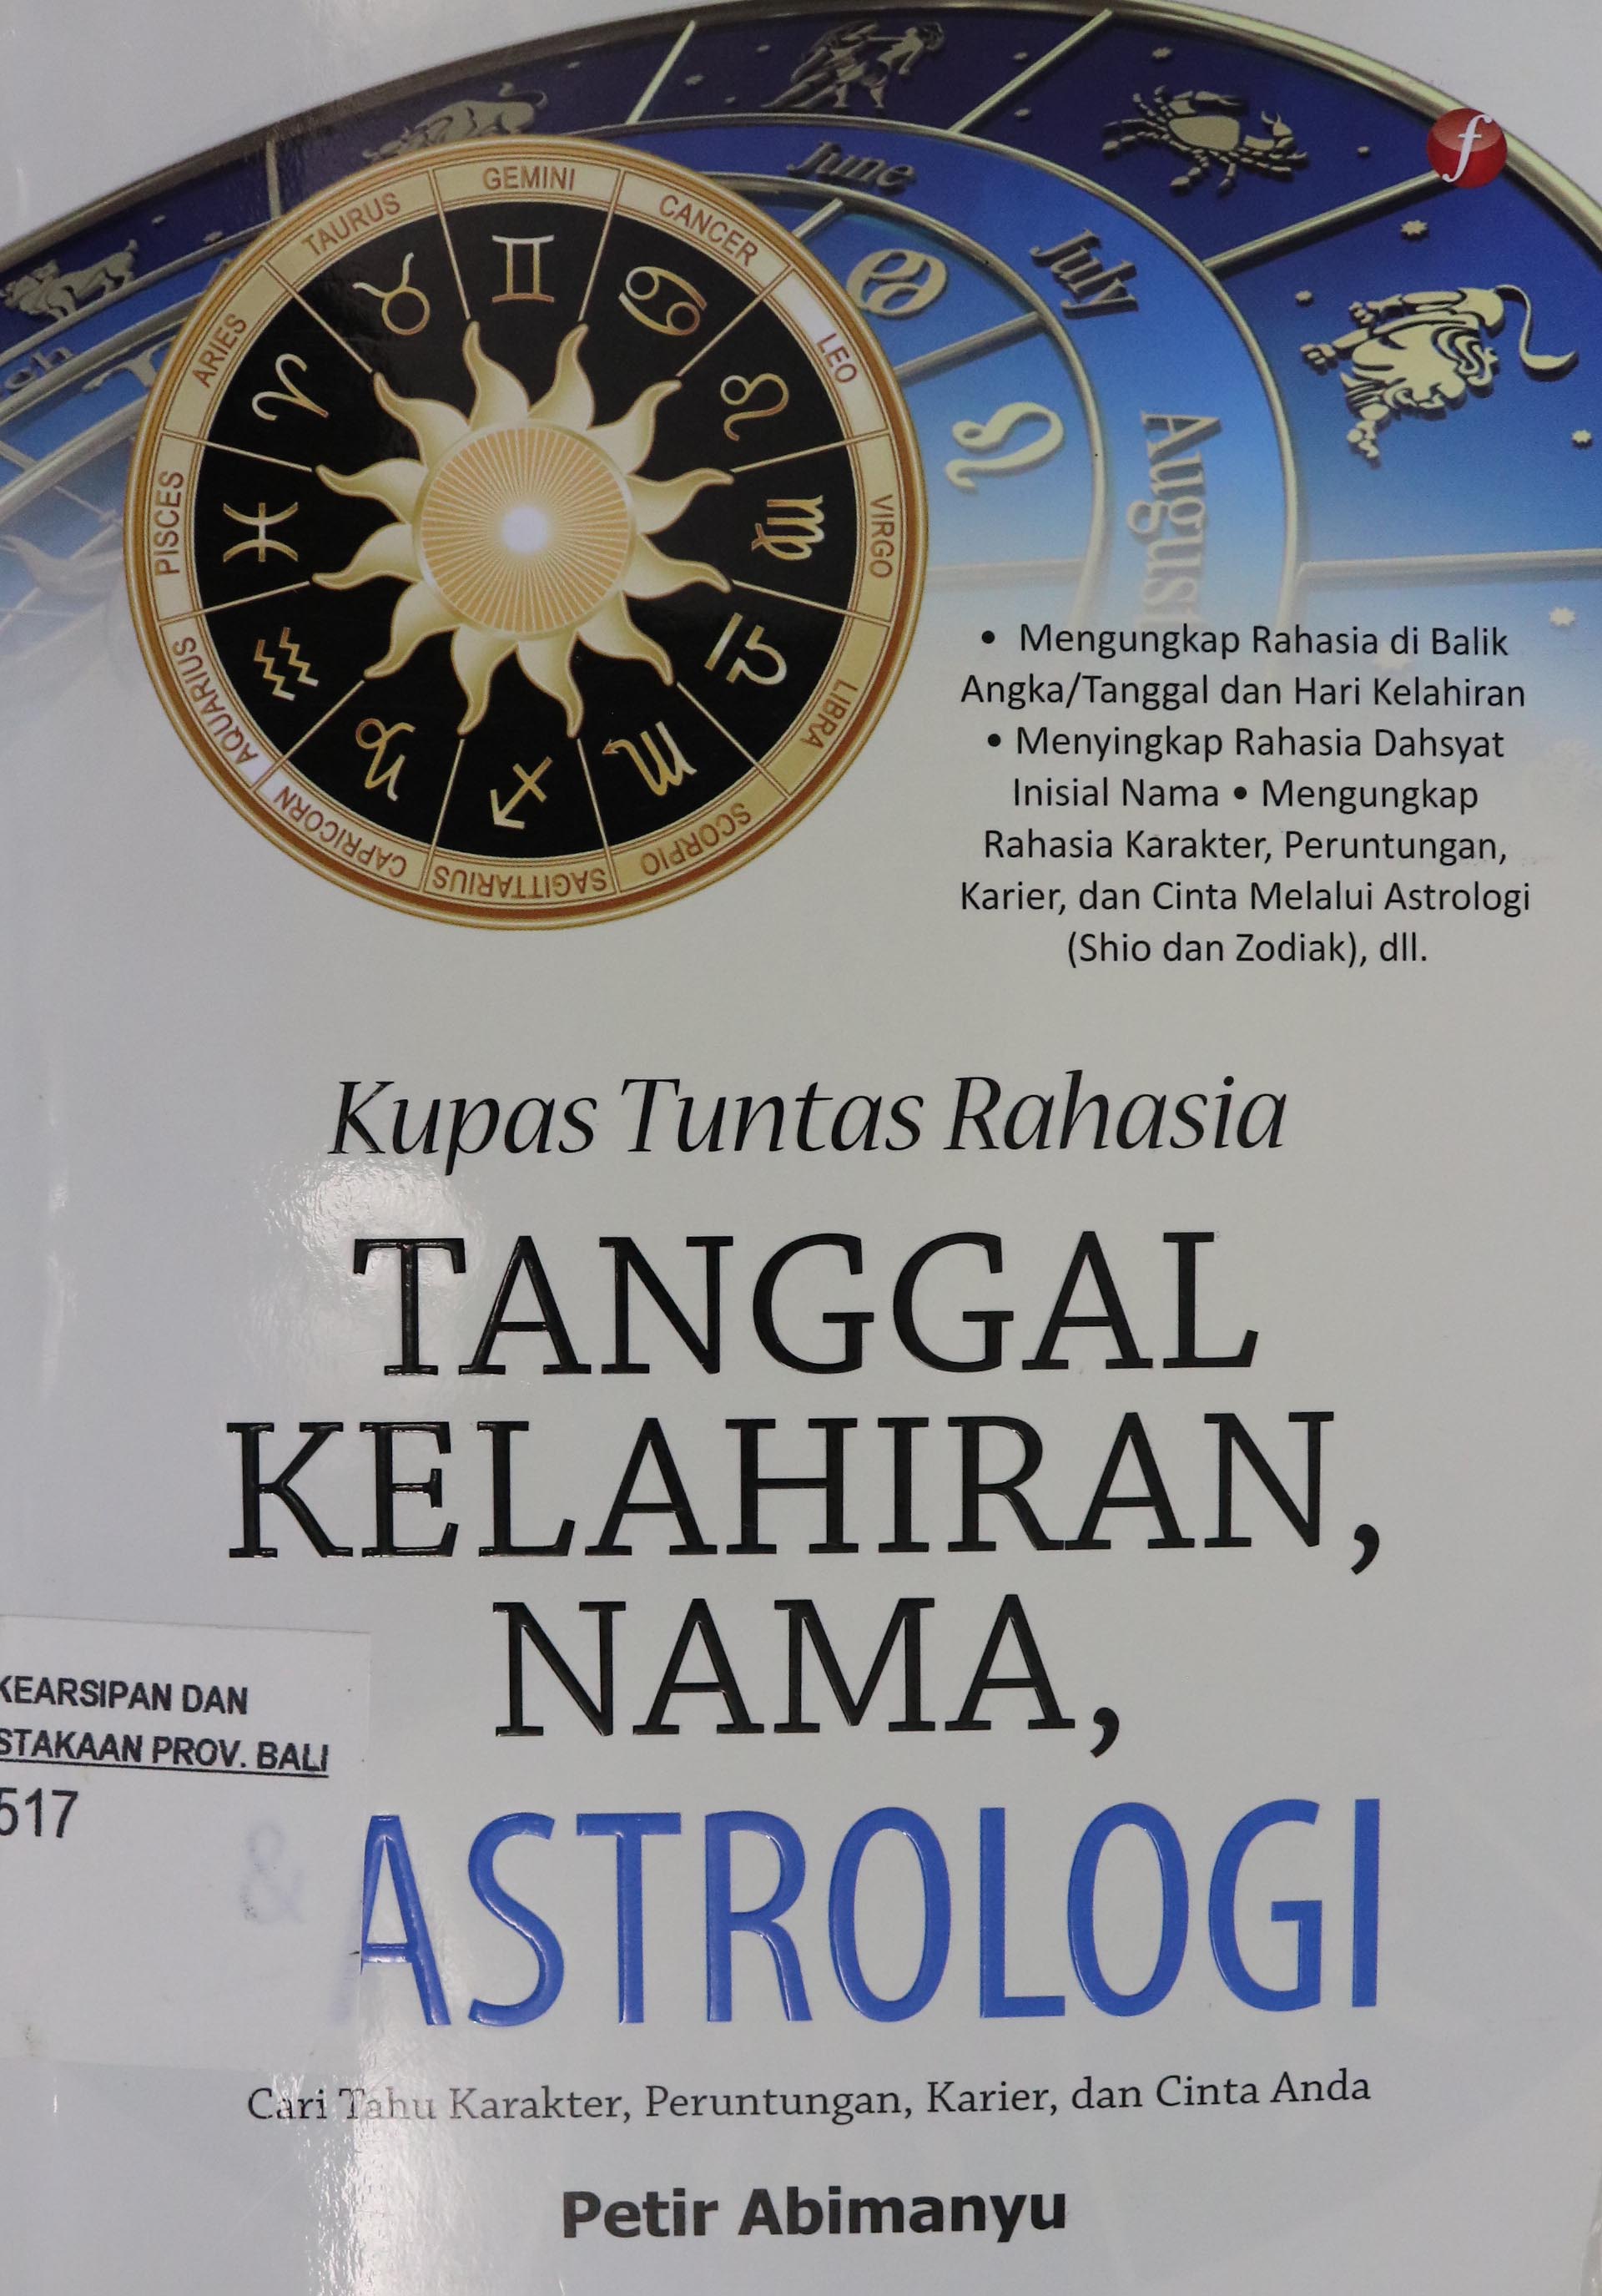 f
June
July
August
GEMINI
CANCER
LEO
VIRGO
LIBRA
SCORPIO
SAGITTARIUS
CAPRICORN
AQUARIUS
PISCES
ARIES
TAURUS
• Mengungkap Rahasia di Balik
Angka/Tanggal dan Hari Kelahiran
• Menyingkap Rahasia Dahsyat
Inisial Nama • Mengungkap
Rahasia Karakter, Peruntungan,
Karier, dan Cinta Melalui Astrologi
(Shio dan Zodiak), dll.
Kupas Tuntas Rahasia
TANGGAL
KELAHIRAN,
NAMA,
& ASTROLOGI
KEARSIPAN DAN
STAKAAN PROV. BALI
517
Cari Tahu Karakter, Peruntungan, Karier, dan Cinta Anda
Petir Abimanyu